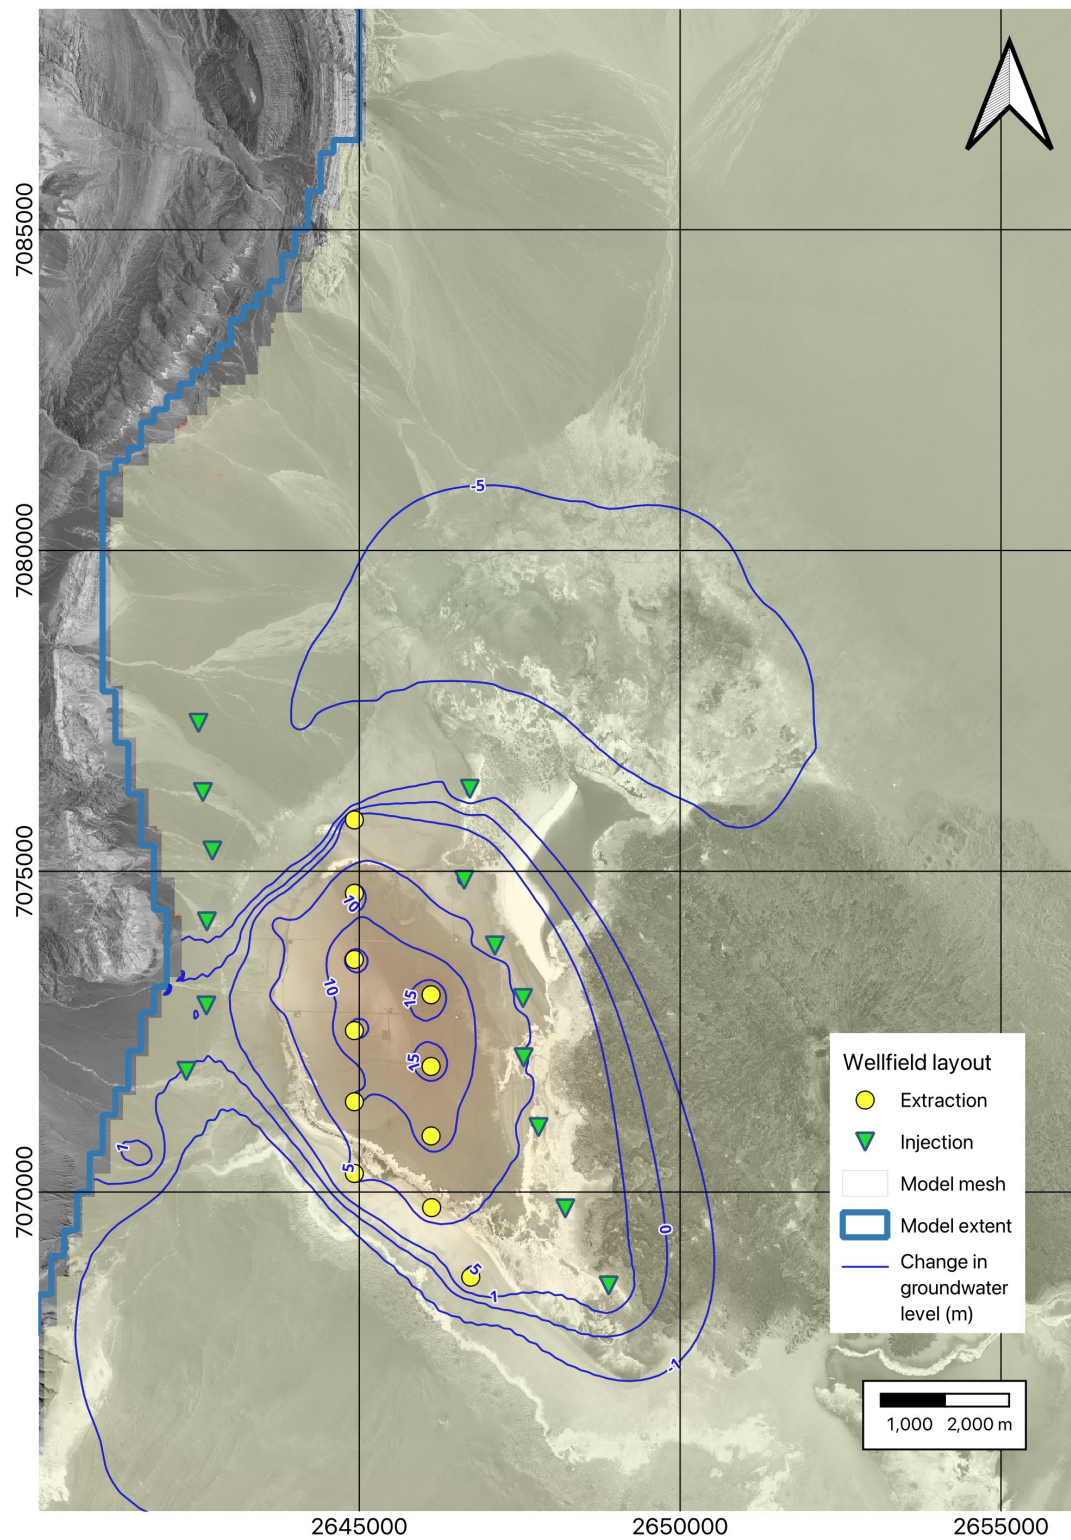 7085000
7080000
7075000
7070000
-5
10
10
15
15
1
5
5
1
0
-1
Wellfield layout
Extraction
Injection
Model mesh
Model extent
Change in
groundwater
level (m)
1,000 2,000 m
2645000 2650000 2655000